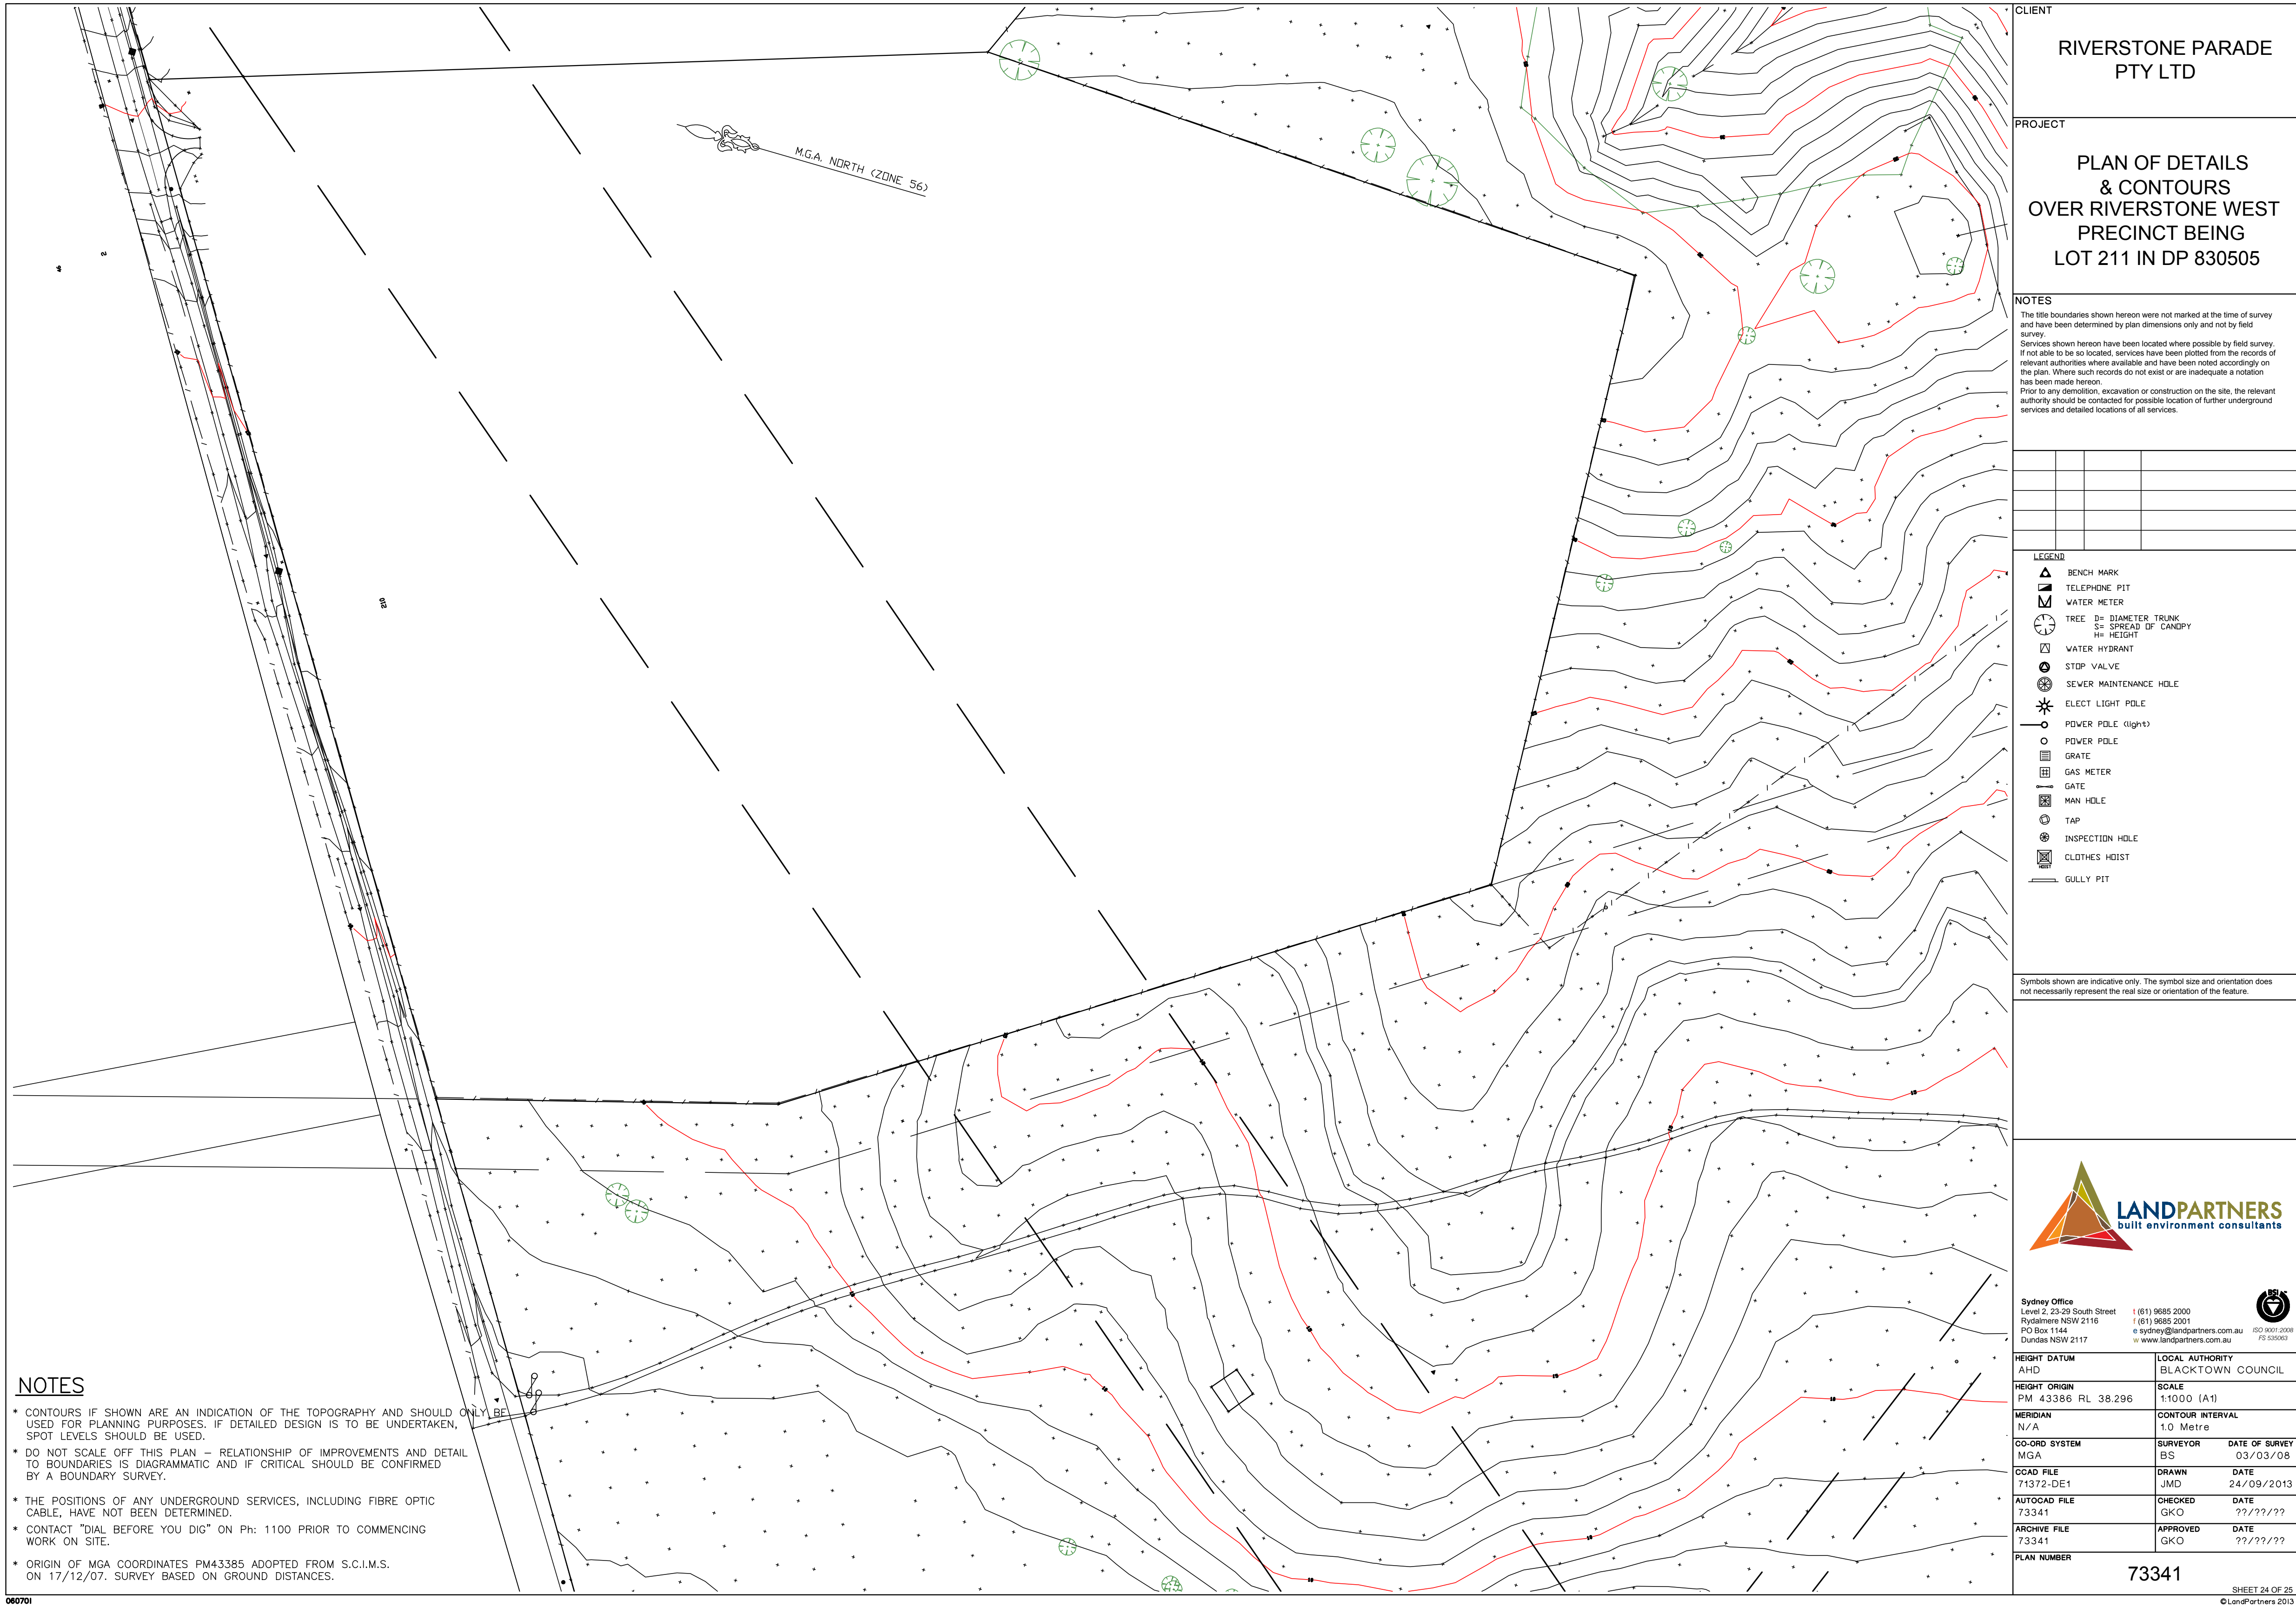 CLIENT
RIVERSTONE PARADE
PTY LTD
PROJECT
PLAN OF DETAILS
& CONTOURS
OVER RIVERSTONE WEST
PRECINCT BEING
LOT 211 IN DP 830505
NOTES
The title boundaries shown hereon were not marked at the time of survey
and have been determined by plan dimensions only and not by field
survey.
Services shown hereon have been located where possible by field survey.
If not able to be so located, services have been plotted from the records of
relevant authorities where available and have been noted accordingly on
the plan. Where such records do not exist or are inadequate a notation
has been made hereon.
Prior to any demolition, excavation or construction on the site, the relevant
authority should be contacted for possible location of further underground
services and detailed locations of all services.
LEGEND
BENCH MARK
TELEPHONE PIT
WATER METER
TREE D= DIAMETER TRUNK
S= SPREAD OF CANOPY
H= HEIGHT
WATER HYDRANT
STOP VALVE
SEWER MAINTENANCE HOLE
ELECT LIGHT POLE
POWER POLE (light)
POWER POLE
GRATE
GAS METER
GATE
MAN HOLE
TAP
INSPECTION HOLE
HOIST CLOTHES HOIST
GULLY PIT
Symbols shown are indicative only. The symbol size and orientation does
not necessarily represent the real size or orientation of the feature.
LANDPARTNERS
built environment consultants
Sydney Office
Level 2, 23-29 South Street t (61) 9685 2000
Rydalmere NSW 2116 f (61) 9685 2001
PO Box 1144 e sydney@landpartners.com.au
Dundas NSW 2117 w www.landpartners.com.au
BSI
ISO 9001:2008
FS 535063
HEIGHT DATUM LOCAL AUTHORITY
AHD BLACKTOWN COUNCIL
HEIGHT ORIGIN SCALE
PM 43386 RL 38.296 1:1000 (A1)
MERIDIAN CONTOUR INTERVAL
N/A 1.0 Metre
CO-ORD SYSTEM SURVEYOR DATE OF SURVEY
MGA BS 03/03/08
CCAD FILE DRAWN DATE
71372-DE1 JMD 24/09/2013
AUTOCAD FILE CHECKED DATE
73341 GKO ??/??/??
ARCHIVE FILE APPROVED DATE
73341 GKO ??/??/??
PLAN NUMBER
73341
SHEET 24 OF 25
©LandPartners 2013
M.G.A. NORTH (ZONE 56)
2
210
NOTES
* CONTOURS IF SHOWN ARE AN INDICATION OF THE TOPOGRAPHY AND SHOULD ONLY BE
USED FOR PLANNING PURPOSES. IF DETAILED DESIGN IS TO BE UNDERTAKEN,
SPOT LEVELS SHOULD BE USED.
* DO NOT SCALE OFF THIS PLAN – RELATIONSHIP OF IMPROVEMENTS AND DETAIL
TO BOUNDARIES IS DIAGRAMMATIC AND IF CRITICAL SHOULD BE CONFIRMED
BY A BOUNDARY SURVEY.
* THE POSITIONS OF ANY UNDERGROUND SERVICES, INCLUDING FIBRE OPTIC
CABLE, HAVE NOT BEEN DETERMINED.
* CONTACT "DIAL BEFORE YOU DIG" ON Ph: 1100 PRIOR TO COMMENCING
WORK ON SITE.
* ORIGIN OF MGA COORDINATES PM43385 ADOPTED FROM S.C.I.M.S.
ON 17/12/07. SURVEY BASED ON GROUND DISTANCES.
060701